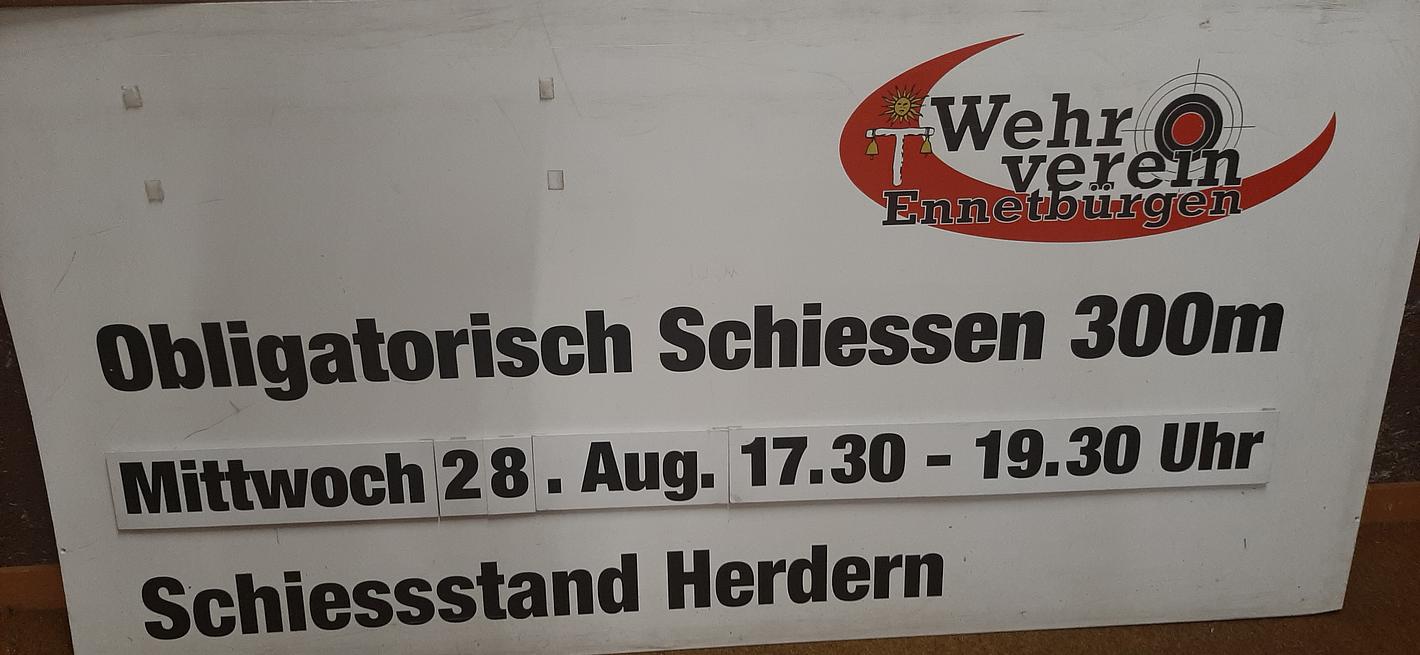 Wehr
verein
Ennetbürgen
Obligatorisch Schiessen 300m
Mittwoch 28. Aug. 17.30 - 19.30 Uhr
Schiessstand Herdern